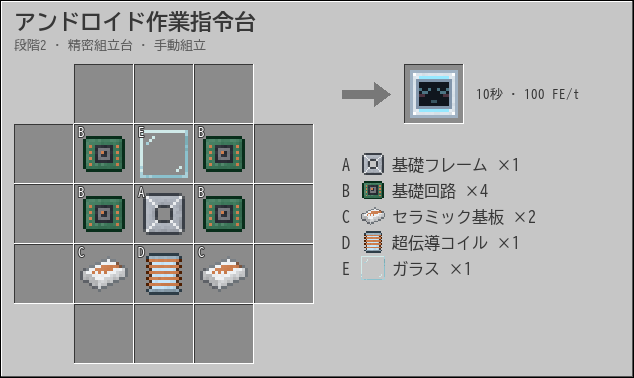 アンドロイド作業指令台
段階2 · 精密組立台 · 手動組立
10秒 · 100 FE/t
B E B
B A B
C D C
A 基礎フレーム ×1
B 基礎回路 ×4
C セラミック基板 ×2
D 超伝導コイル ×1
E ガラス ×1